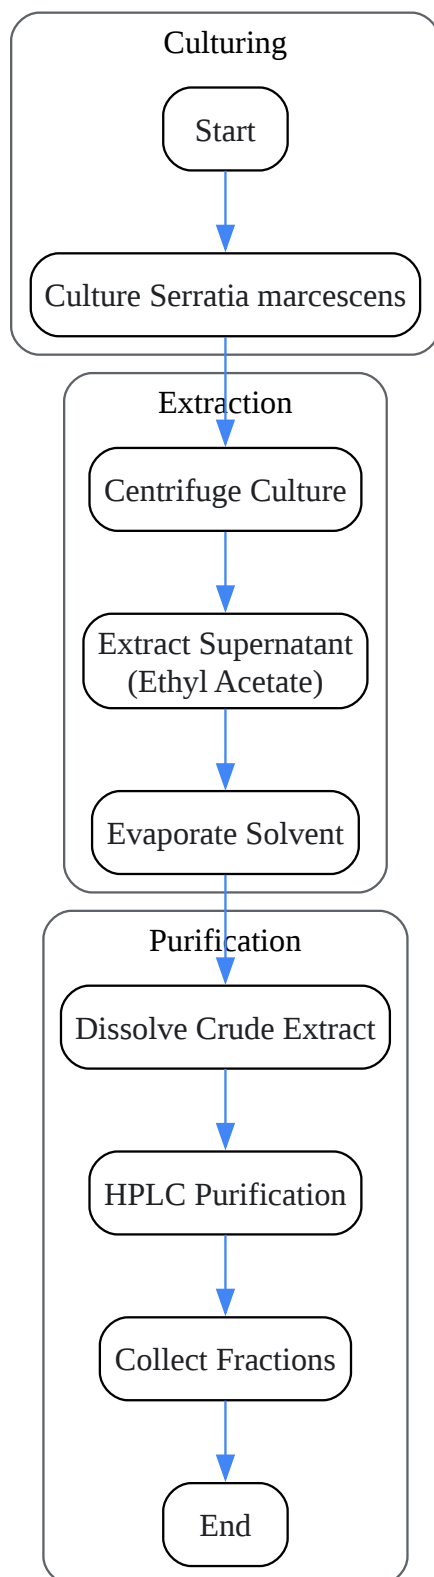 Culturing
Start
Culture Serratia marcescens
Extraction
Centrifuge Culture
Extract Supernatant
(Ethyl Acetate)
Evaporate Solvent
Purification
Dissolve Crude Extract
HPLC Purification
Collect Fractions
End